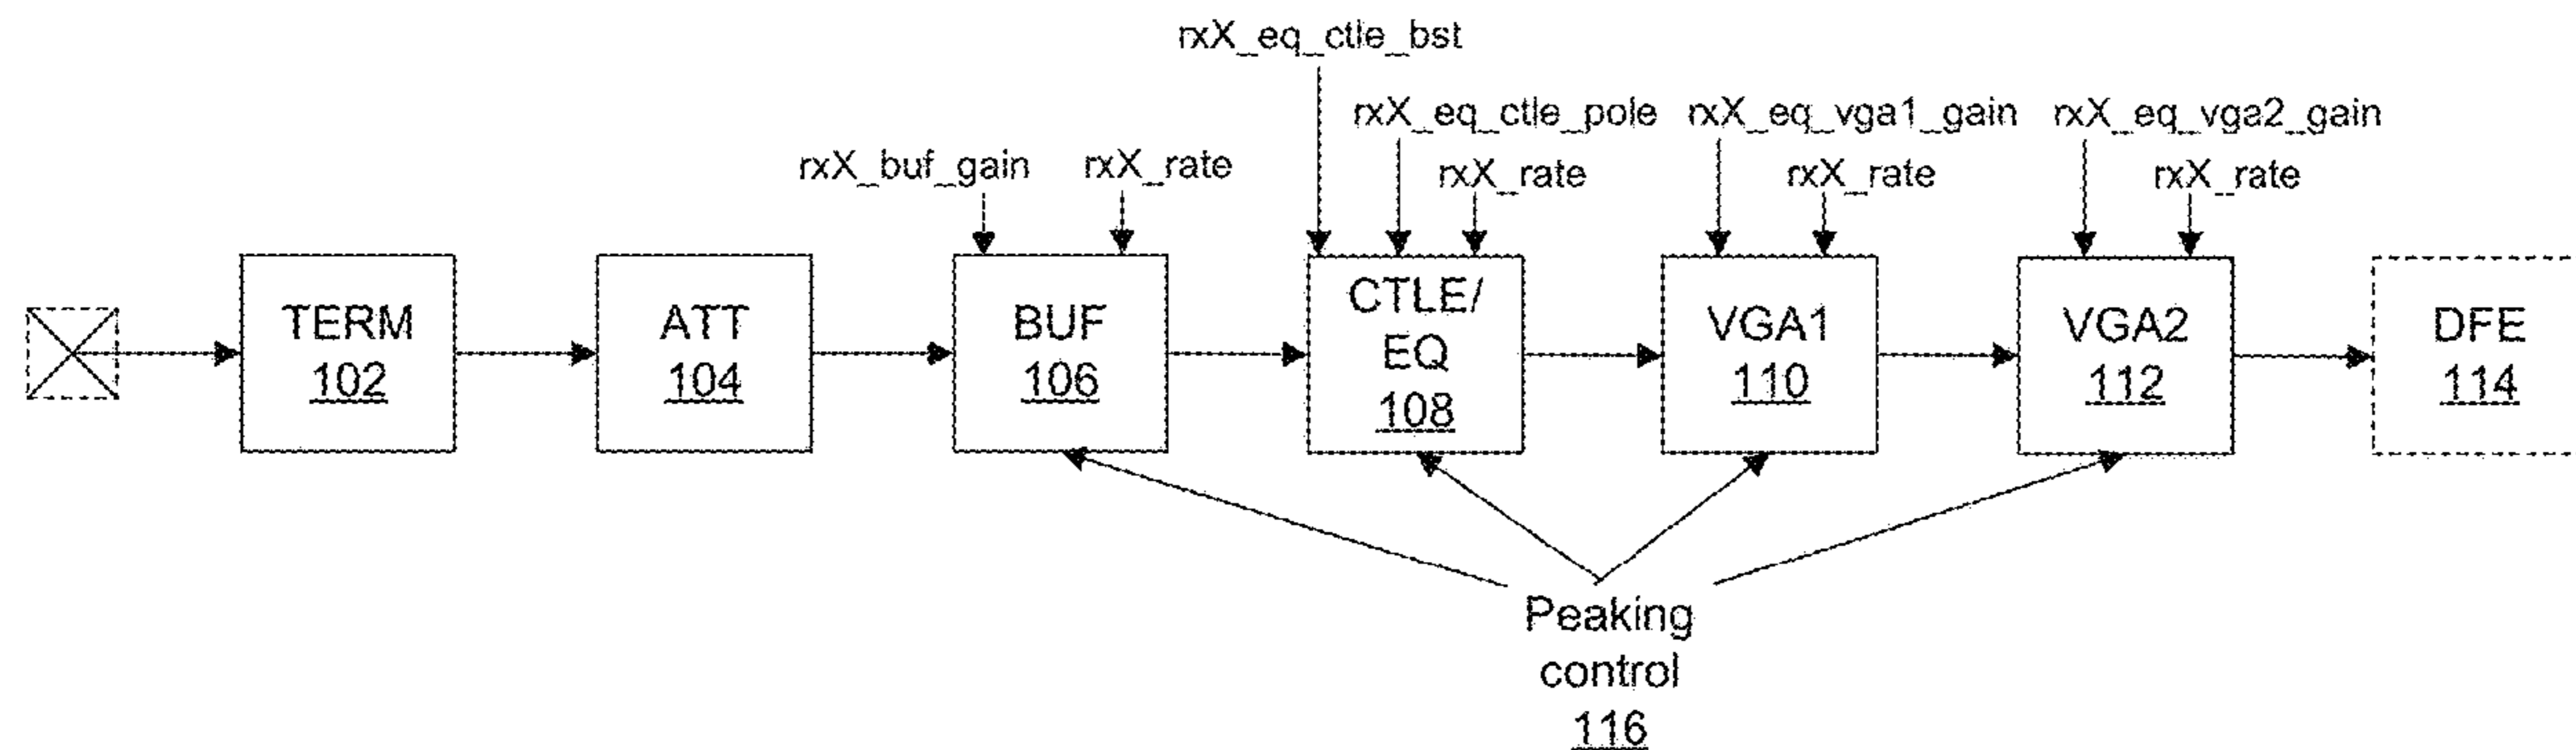 rxX_eq_ctle_bst
rxX_eq_ctle_pole rxX_eq_vga1_gain rxX_eq_vga2_gain
rxX_buf_gain rxX_rate rxX_rate rxX_rate rxX_rate
TERM
102
ATT
104
BUF
106
CTLE/
EQ
108
VGA1
110
VGA2
112
DFE
114
Peaking
control
116